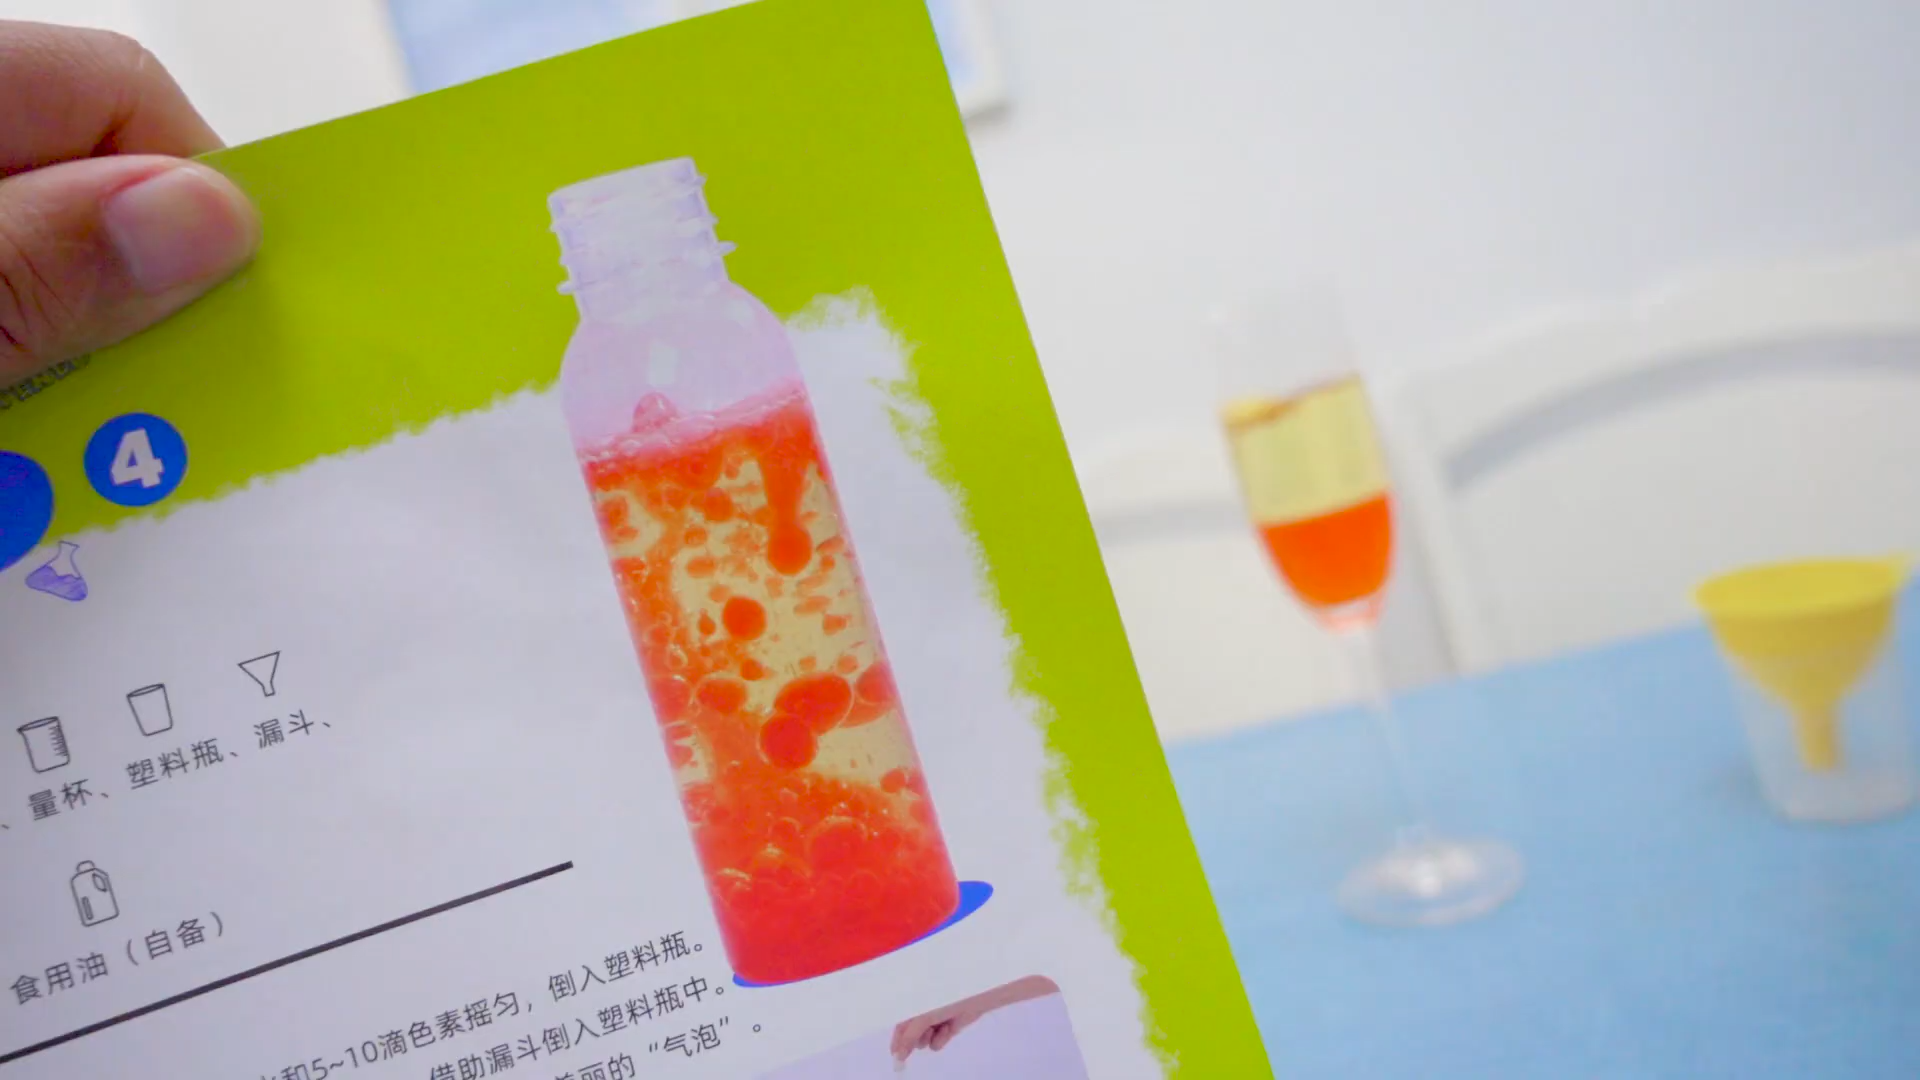 4
量杯、塑料瓶、漏斗、
食用油（自备）
和5~10滴色素摇匀，倒入塑料瓶。
借助漏斗倒入塑料瓶中。
丽的“气泡”。